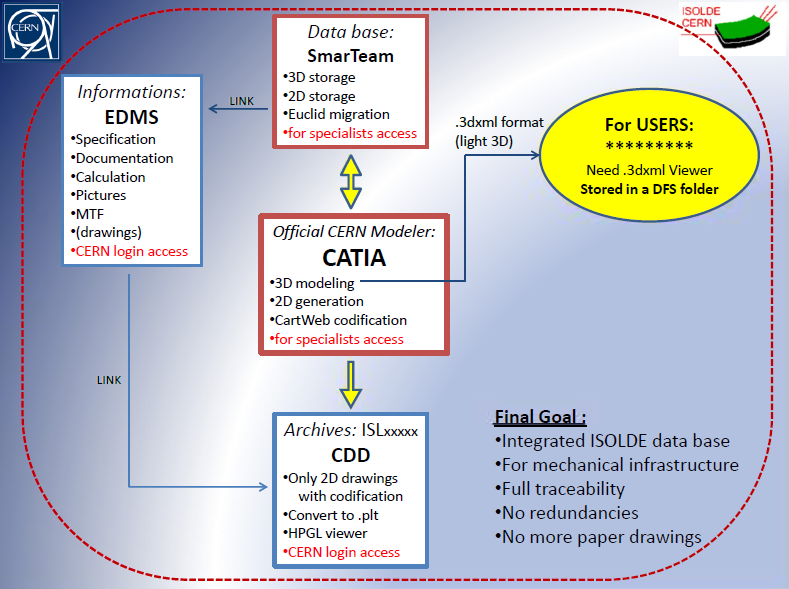 CERN
ISOLDE
CERN
Data base:
SmarTeam
•3D storage
•2D storage
•Euclid migration
•for specialists access
LINK
Informations:
EDMS
•Specification
•Documentation
•Calculation
•Pictures
•MTF
•(drawings)
•CERN login access
.3dxml format
(light 3D)
For USERS:
*********
Need .3dxml Viewer
Stored in a DFS folder
Official CERN Modeler:
CATIA
•3D modeling
•2D generation
•CartWeb codification
•for specialists access
LINK
Archives: ISLxxxxx
CDD
•Only 2D drawings
with codification
•Convert to .plt
•HPGL viewer
•CERN login access
Final Goal :
•Integrated ISOLDE data base
•For mechanical infrastructure
•Full traceability
•No redundancies
•No more paper drawings